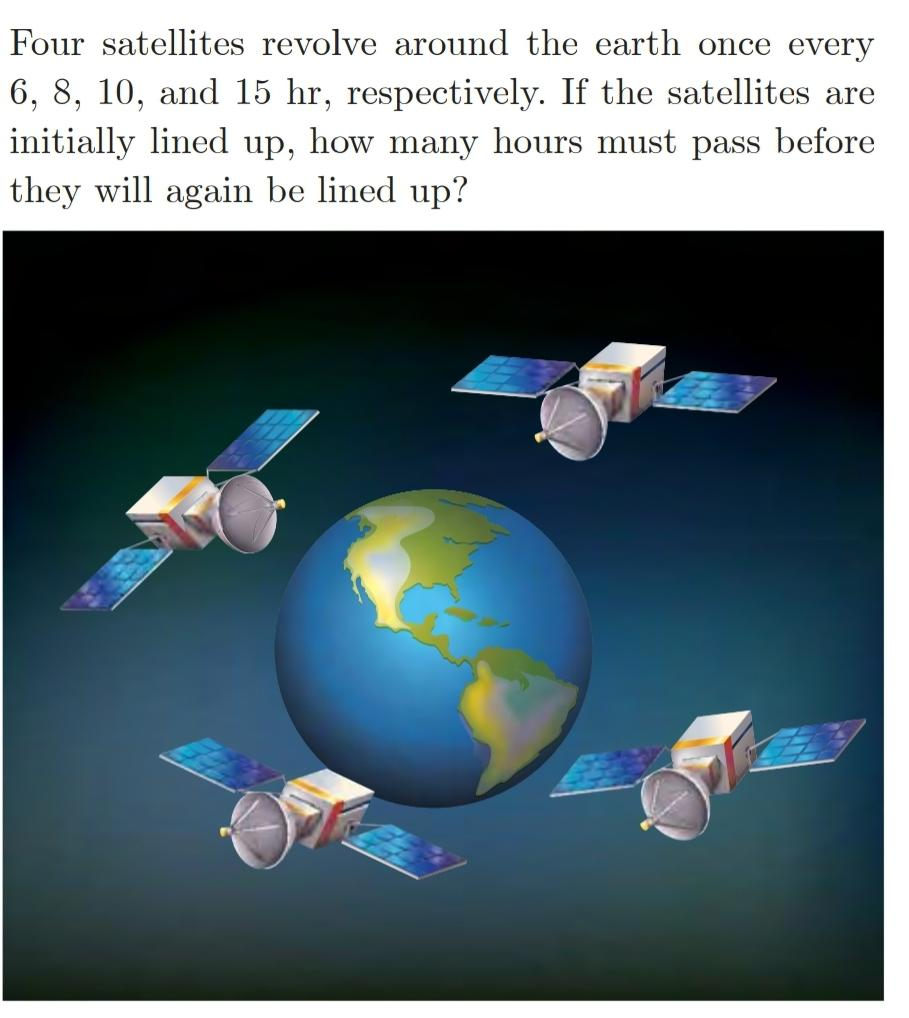 Four satellites revolve around the earth once every
6, 8, 10, and 15 hr, respectively. If the satellites are
initially lined up, how many hours must pass before
they will again be lined up?